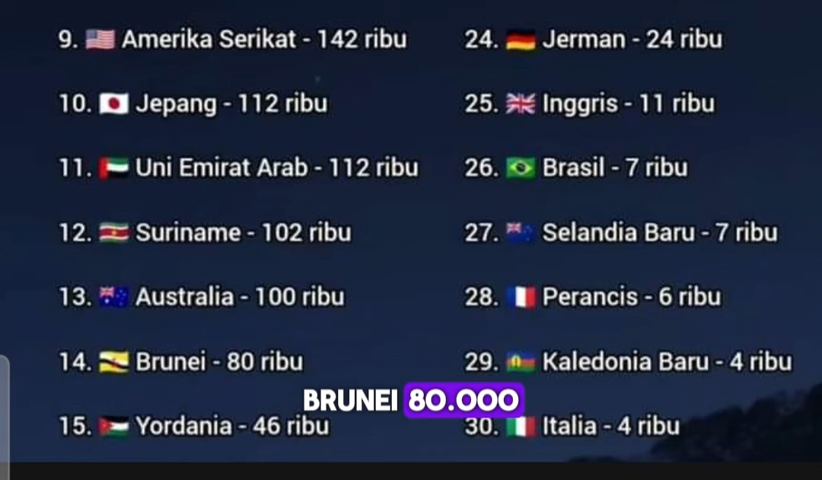 9. 🇺🇸 Amerika Serikat - 142 ribu
10. 🇯🇵 Jepang - 112 ribu
11. 🇦🇪 Uni Emirat Arab - 112 ribu
12. 🇸🇷 Suriname - 102 ribu
13. 🇦🇺 Australia - 100 ribu
14. 🇧🇳 Brunei - 80 ribu
15. 🇯🇴 Yordania - 46 ribu
24. 🇩🇪 Jerman - 24 ribu
25. 🇬🇧 Inggris - 11 ribu
26. 🇧🇷 Brasil - 7 ribu
27. 🇳🇿 Selandia Baru - 7 ribu
28. 🇫🇷 Perancis - 6 ribu
29. 🇳🇨 Kaledonia Baru - 4 ribu
30. 🇮🇹 Italia - 4 ribu
BRUNEI 80.000